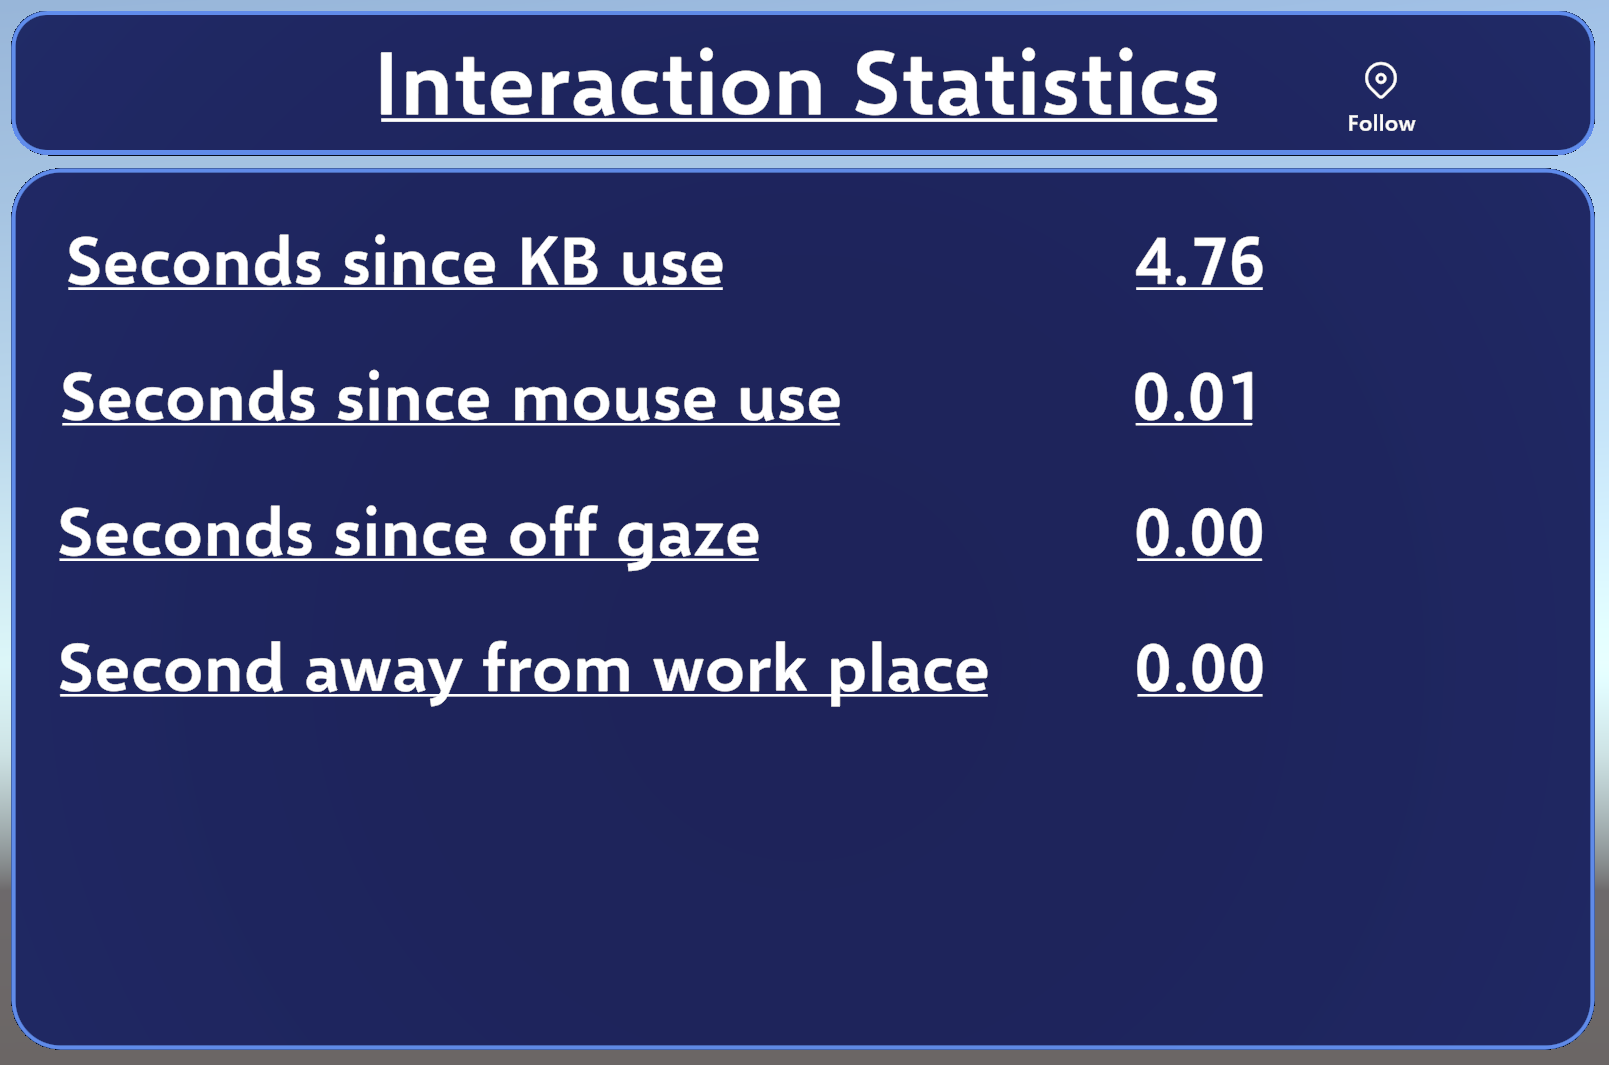 Interaction Statistics
Follow
Seconds since KB use 4.76
Seconds since mouse use 0.01
Seconds since off gaze 0.00
Second away from work place 0.00